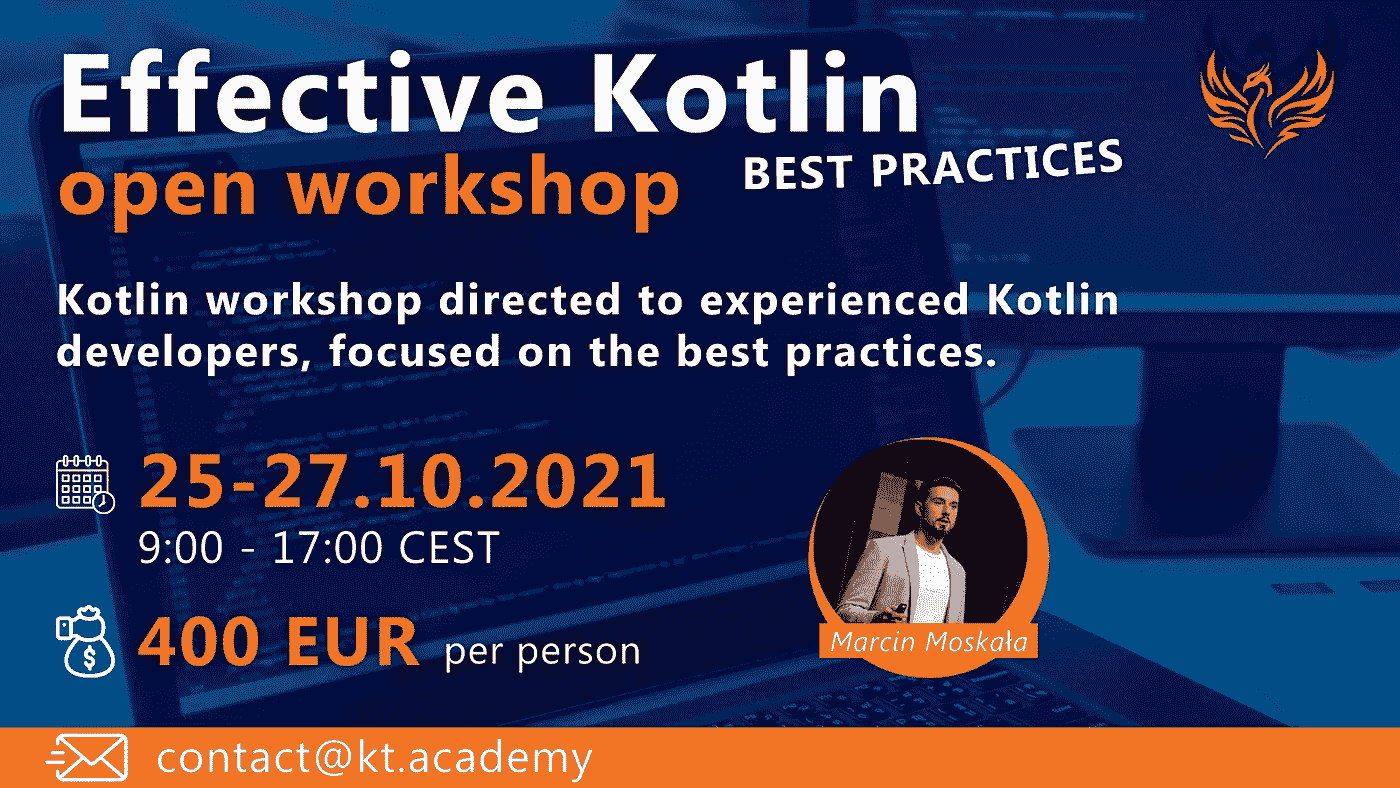 Effective Kotlin
open workshop
BEST PRACTICES
Kotlin workshop directed to experienced Kotlin
developers, focused on the best practices.
25-27.10.2021
9:00 - 17:00 CEST
400 EUR per person
Marcin Moskała
contact@kt.academy